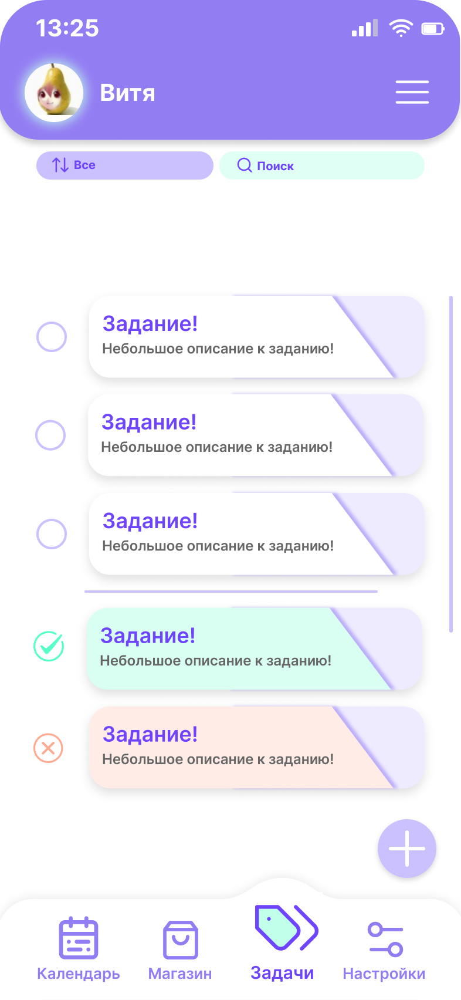 13:25
Витя
Все
Поиск
Задание!
Небольшое описание к заданию!
Задание!
Небольшое описание к заданию!
Задание!
Небольшое описание к заданию!
Задание!
Небольшое описание к заданию!
Задание!
Небольшое описание к заданию!
Календарь
Магазин
Задачи
Настройки